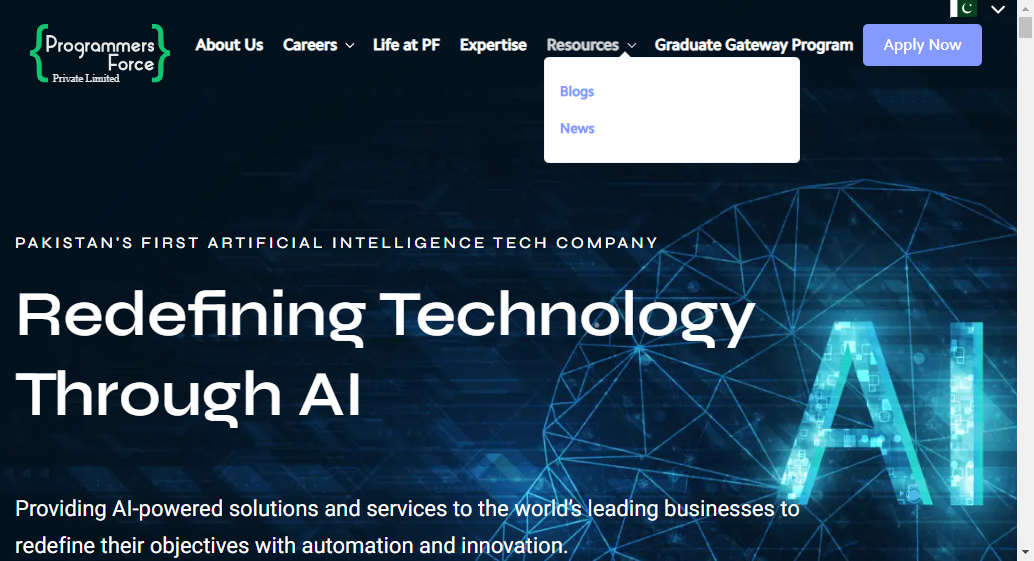 Programmers
Force
Private Limited
About Us
Careers
Life at PF
Expertise
Resources
Graduate Gateway Program
Apply Now
Blogs
News
PAKISTAN'S FIRST ARTIFICIAL INTELLIGENCE TECH COMPANY
Redefining Technology
Through AI
AI
Providing AI-powered solutions and services to the world’s leading businesses to
redefine their objectives with automation and innovation.